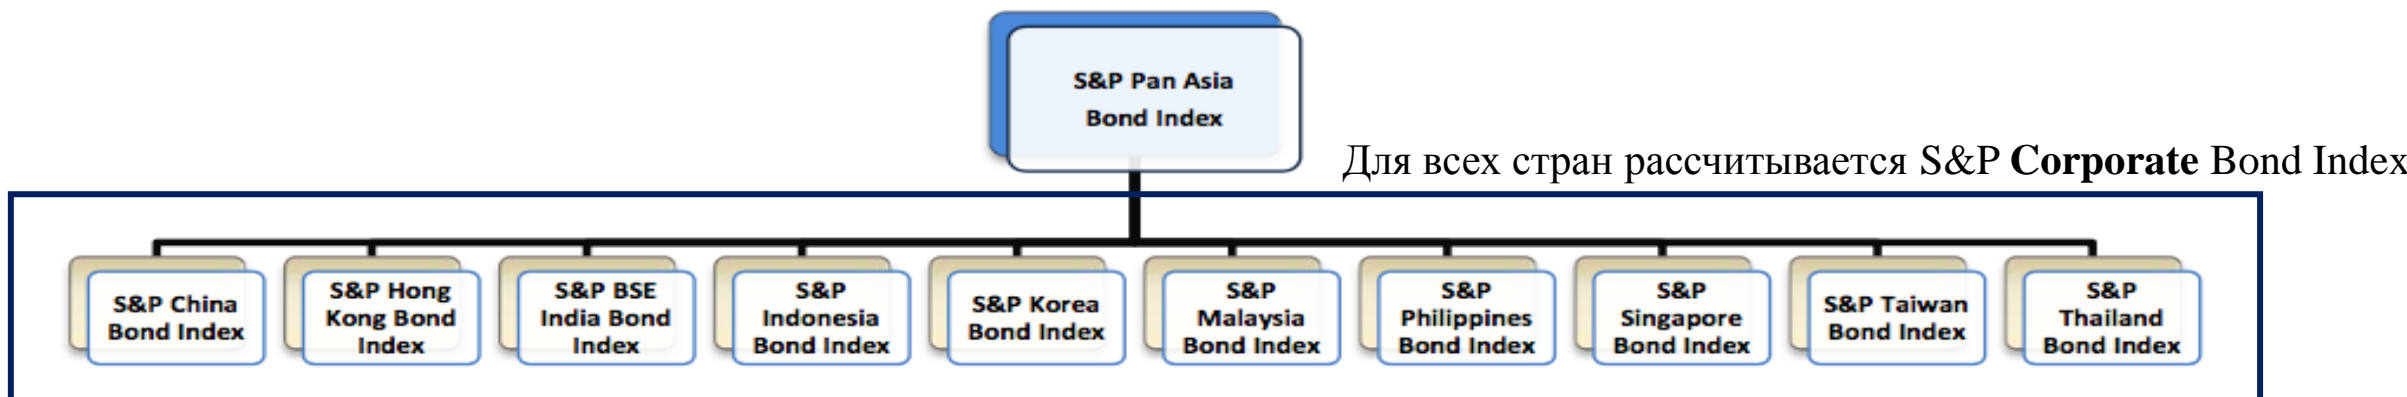 S&P Pan Asia
Bond Index
Для всех стран рассчитывается S&P Corporate Bond Index
S&P China
Bond Index
S&P Hong
Kong Bond
Index
S&P BSE
India Bond
Index
S&P
Indonesia
Bond Index
S&P Korea
Bond Index
S&P
Malaysia
Bond Index
S&P
Philippines
Bond Index
S&P
Singapore
Bond Index
S&P Taiwan
Bond Index
S&P
Thailand
Bond Index